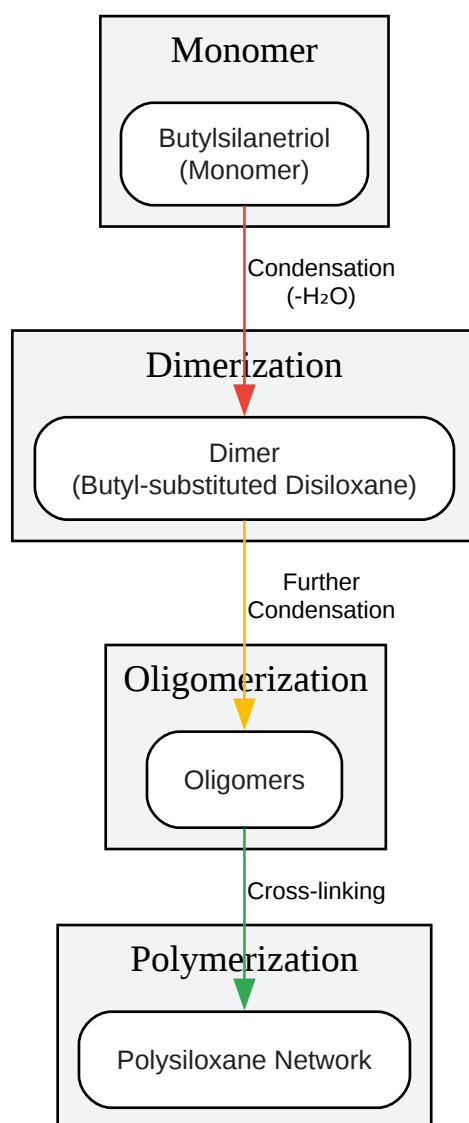 Monomer
Butylsilanetriol
(Monomer)
Condensation
(-H₂O)
Dimerization
Dimer
(Butyl-substituted Disiloxane)
Further
Condensation
Oligomerization
Oligomers
Cross-linking
Polymerization
Polysiloxane Network